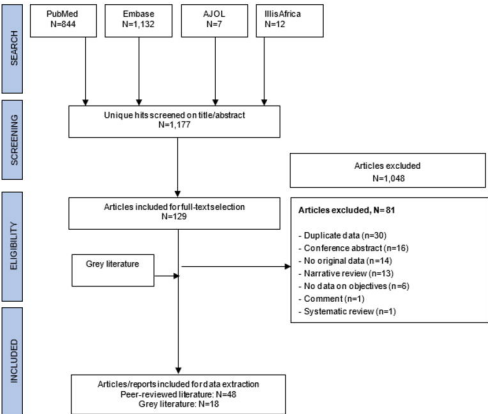 PubMed
N=844
Embase
N=1,132
AJOL
N=7
IllisAfrica
N=12
SEARCH
SCREENING
Unique hits screened on title/abstract
N=1,177
Articles excluded
N=1,048
ELIGIBILITY
Articles included for full-text selection
N=129
Grey literature
Articles excluded, N=81
- Duplicate data (n=30)
- Conference abstract (n=16)
- No original data (n=14)
- Narrative review (n=13)
- No data on objectives (n=6)
- Comment (n=1)
- Systematic review (n=1)
INCLUDED
Articles/reports included for data extraction
Peer-reviewed literature: N=48
Grey literature: N=18